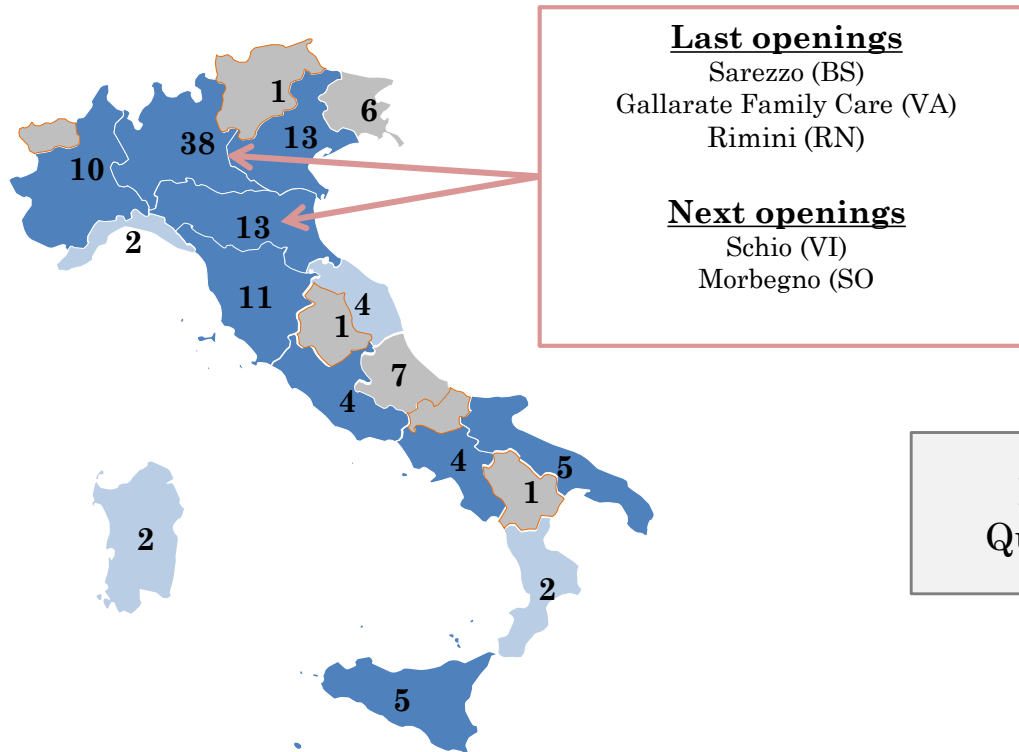 Last openings
Sarezzo (BS)
Gallarate Family Care (VA)
Rimini (RN)
Next openings
Schio (VI)
Morbegno (SO
1
6
38
13
10
2
13
11
4
1
7
4
4
5
1
2
2
5